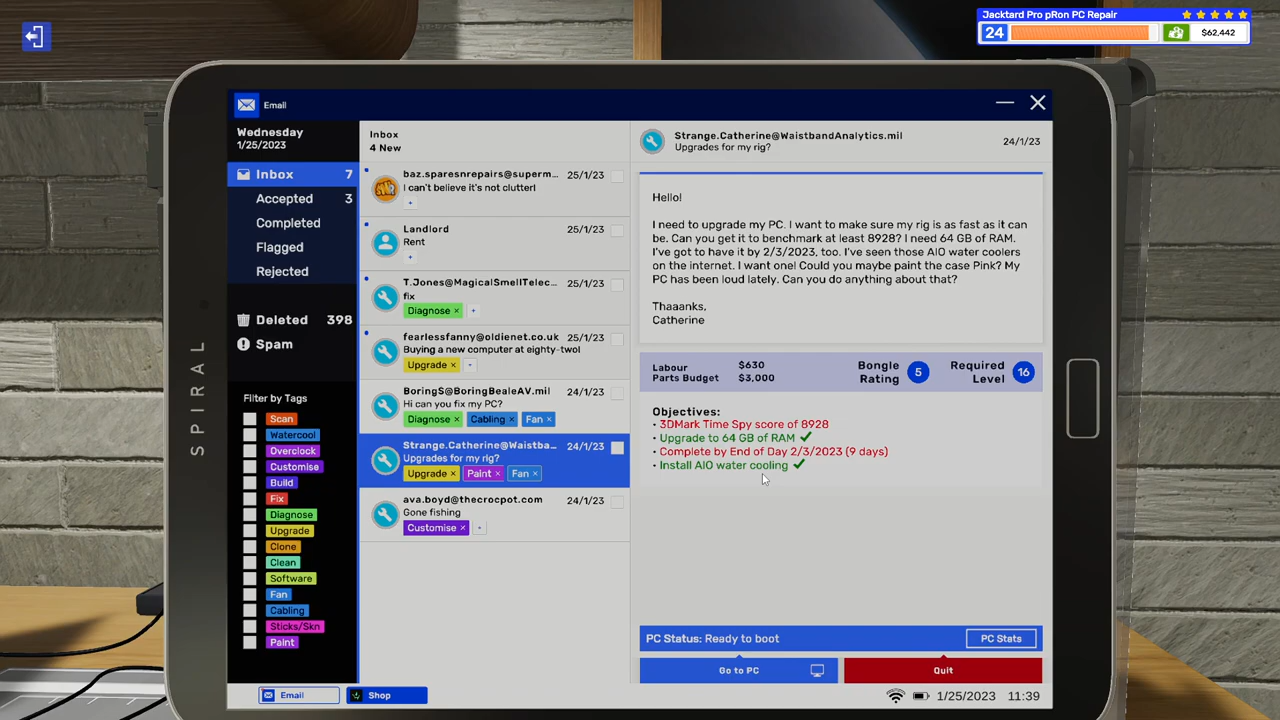 Jacktard Pro pRon PC Repair
24
$62,442
Email
Wednesday
1/25/2023
Inbox 7
Accepted 3
Completed
Flagged
Rejected
Deleted 398
Spam
Filter by Tags
Scan
Watercool
Overclock
Customise
Build
Fix
Diagnose
Upgrade
Clone
Clean
Software
Fan
Cabling
Sticks/Skn
Paint
Inbox
4 New
baz.sparesnrepairs@superm... 25/1/23
I can't believe it's not clutter!
+
Landlord 25/1/23
Rent
+
T.Jones@MagicalSmellTelec... 25/1/23
fix
Diagnose × +
fearlessfanny@oldienet.co.uk 25/1/23
Buying a new computer at eighty-two!
Upgrade × +
BoringS@BoringBealeAV.mil 24/1/23
Hi can you fix my PC?
Diagnose × Cabling × Fan ×
Strange.Catherine@Waistba... 24/1/23
Upgrades for my rig?
Upgrade × Paint × Fan ×
ava.boyd@thecrocpot.com 24/1/23
Gone fishing
Customise × +
Strange.Catherine@WaistbandAnalytics.mil 24/1/23
Upgrades for my rig?
Hello!
I need to upgrade my PC. I want to make sure my rig is as fast as it can
be. Can you get it to benchmark at least 8928? I need 64 GB of RAM.
I've got to have it by 2/3/2023, too. I've seen those AIO water coolers
on the internet. I want one! Could you maybe paint the case Pink? My
PC has been loud lately. Can you do anything about that?
Thaaanks,
Catherine
Labour $630
Parts Budget $3,000
Bongle Rating 5
Required Level 16
Objectives:
• 3DMark Time Spy score of 8928
• Upgrade to 64 GB of RAM ✓
• Complete by End of Day 2/3/2023 (9 days)
• Install AIO water cooling ✓
PC Status: Ready to boot
PC Stats
Go to PC
Quit
Email
Shop
1/25/2023 11:39
SPIRAL